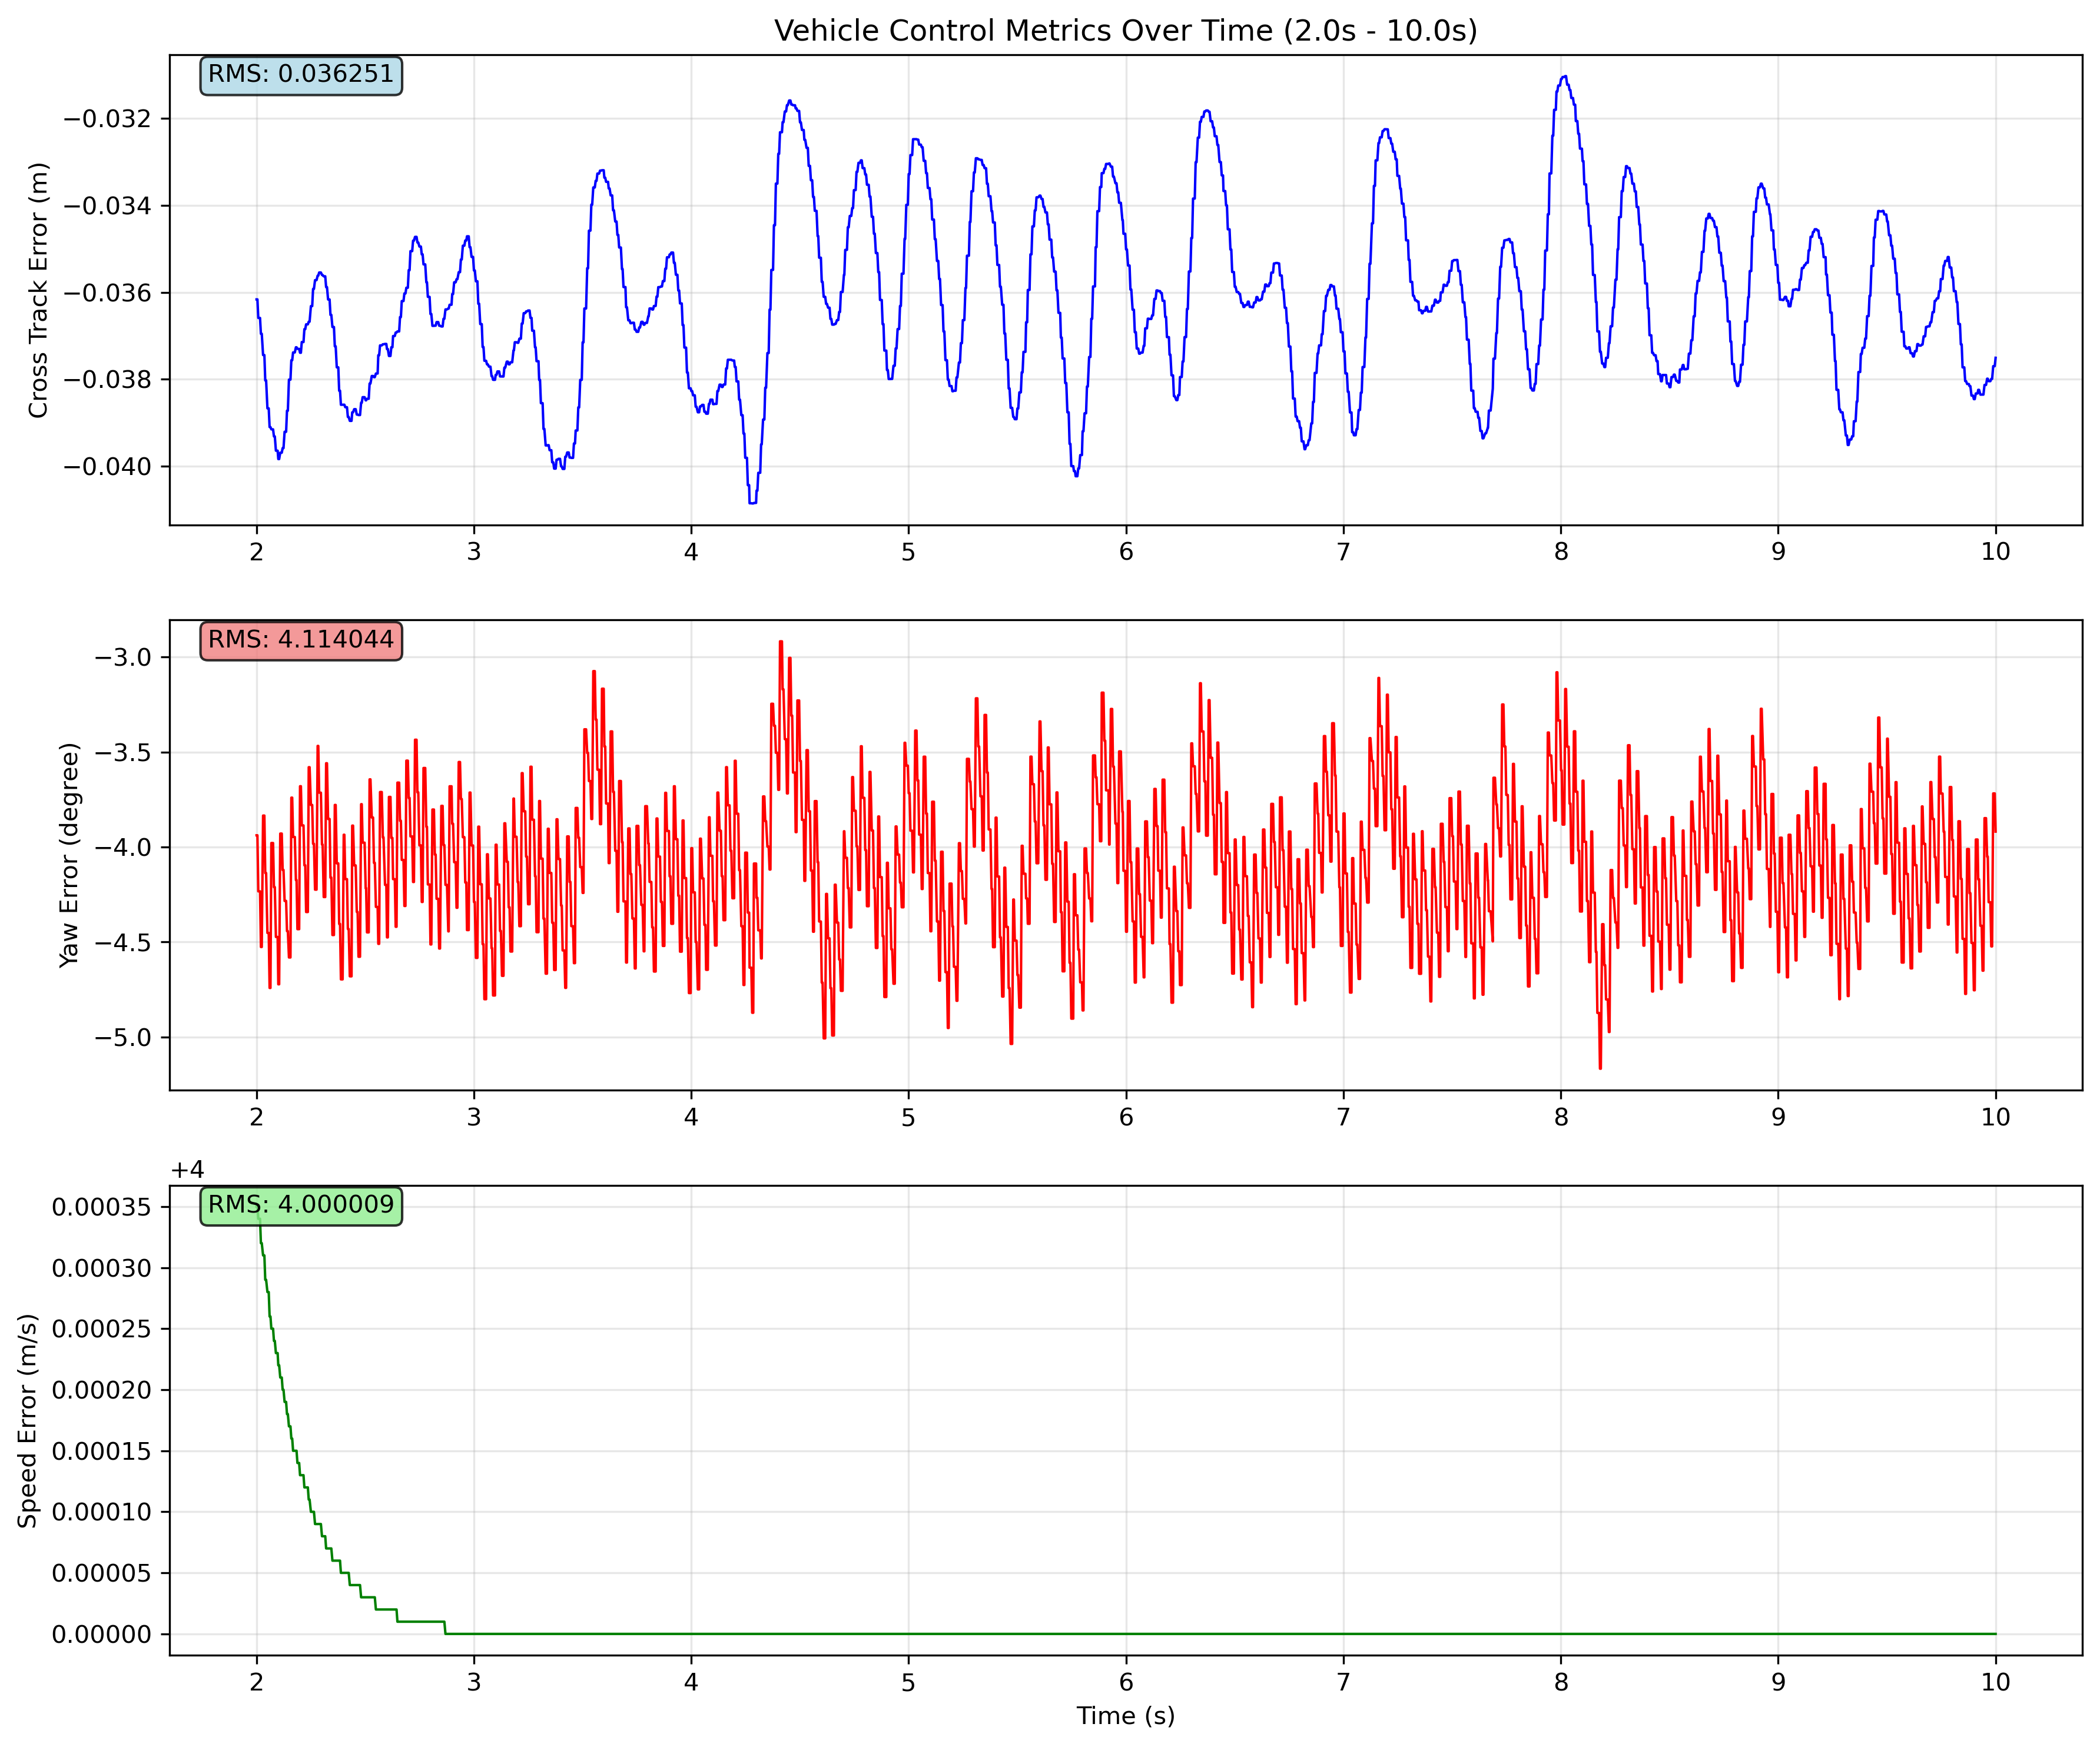 Vehicle Control Metrics Over Time (2.0s - 10.0s)
RMS: 0.036251
Cross Track Error (m)
−0.032
−0.034
−0.036
−0.038
−0.040
2 3 4 5 6 7 8 9 10
RMS: 4.114044
Yaw Error (degree)
−3.0
−3.5
−4.0
−4.5
−5.0
2 3 4 5 6 7 8 9 10
+4
RMS: 4.000009
Speed Error (m/s)
0.00035
0.00030
0.00025
0.00020
0.00015
0.00010
0.00005
0.00000
2 3 4 5 6 7 8 9 10
Time (s)